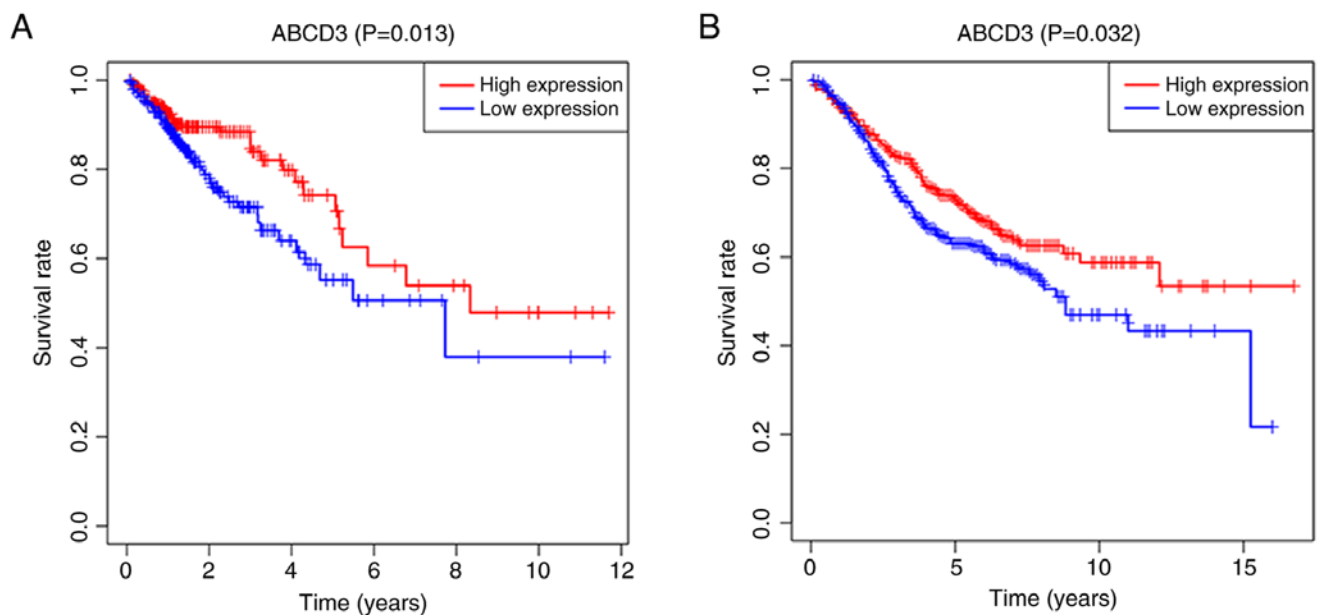 A
ABCD3 (P=0.013)
High expression
Low expression
Survival rate
1.0
0.8
0.6
0.4
0.2
0.0
0 2 4 6 8 10 12
Time (years)
B
ABCD3 (P=0.032)
High expression
Low expression
Survival rate
1.0
0.8
0.6
0.4
0.2
0.0
0 5 10 15
Time (years)